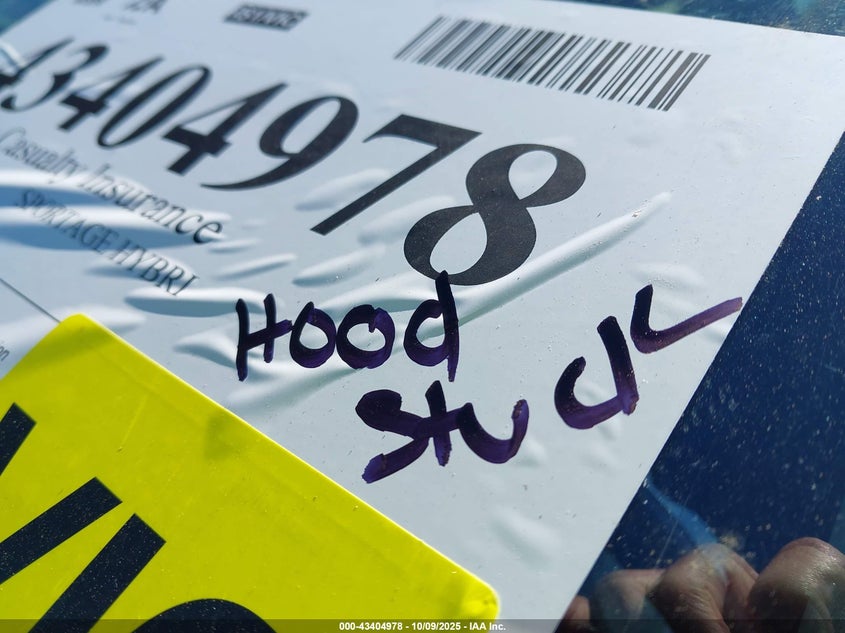 43404978
Casualty Insurance
SPORTAGE HYBRI
HOOD
STUCK
000-43404978 - 10/09/2025 - IAA Inc.